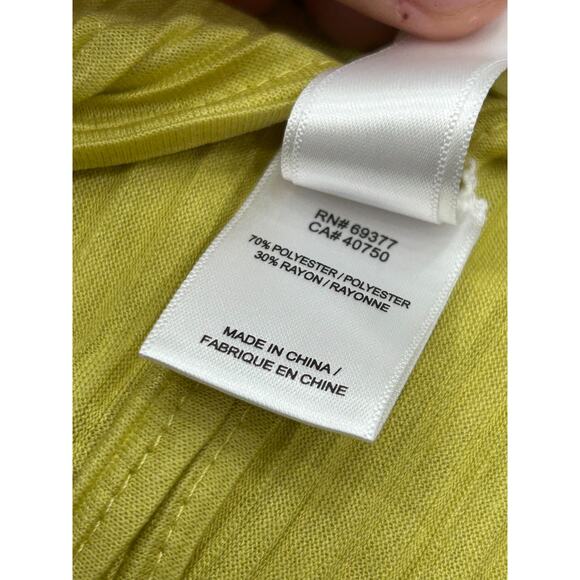 RN# 69377
CA# 40750
70% POLYESTER / POLYESTER
30% RAYON / RAYONNE
MADE IN CHINA /
FABRIQUE EN CHINE